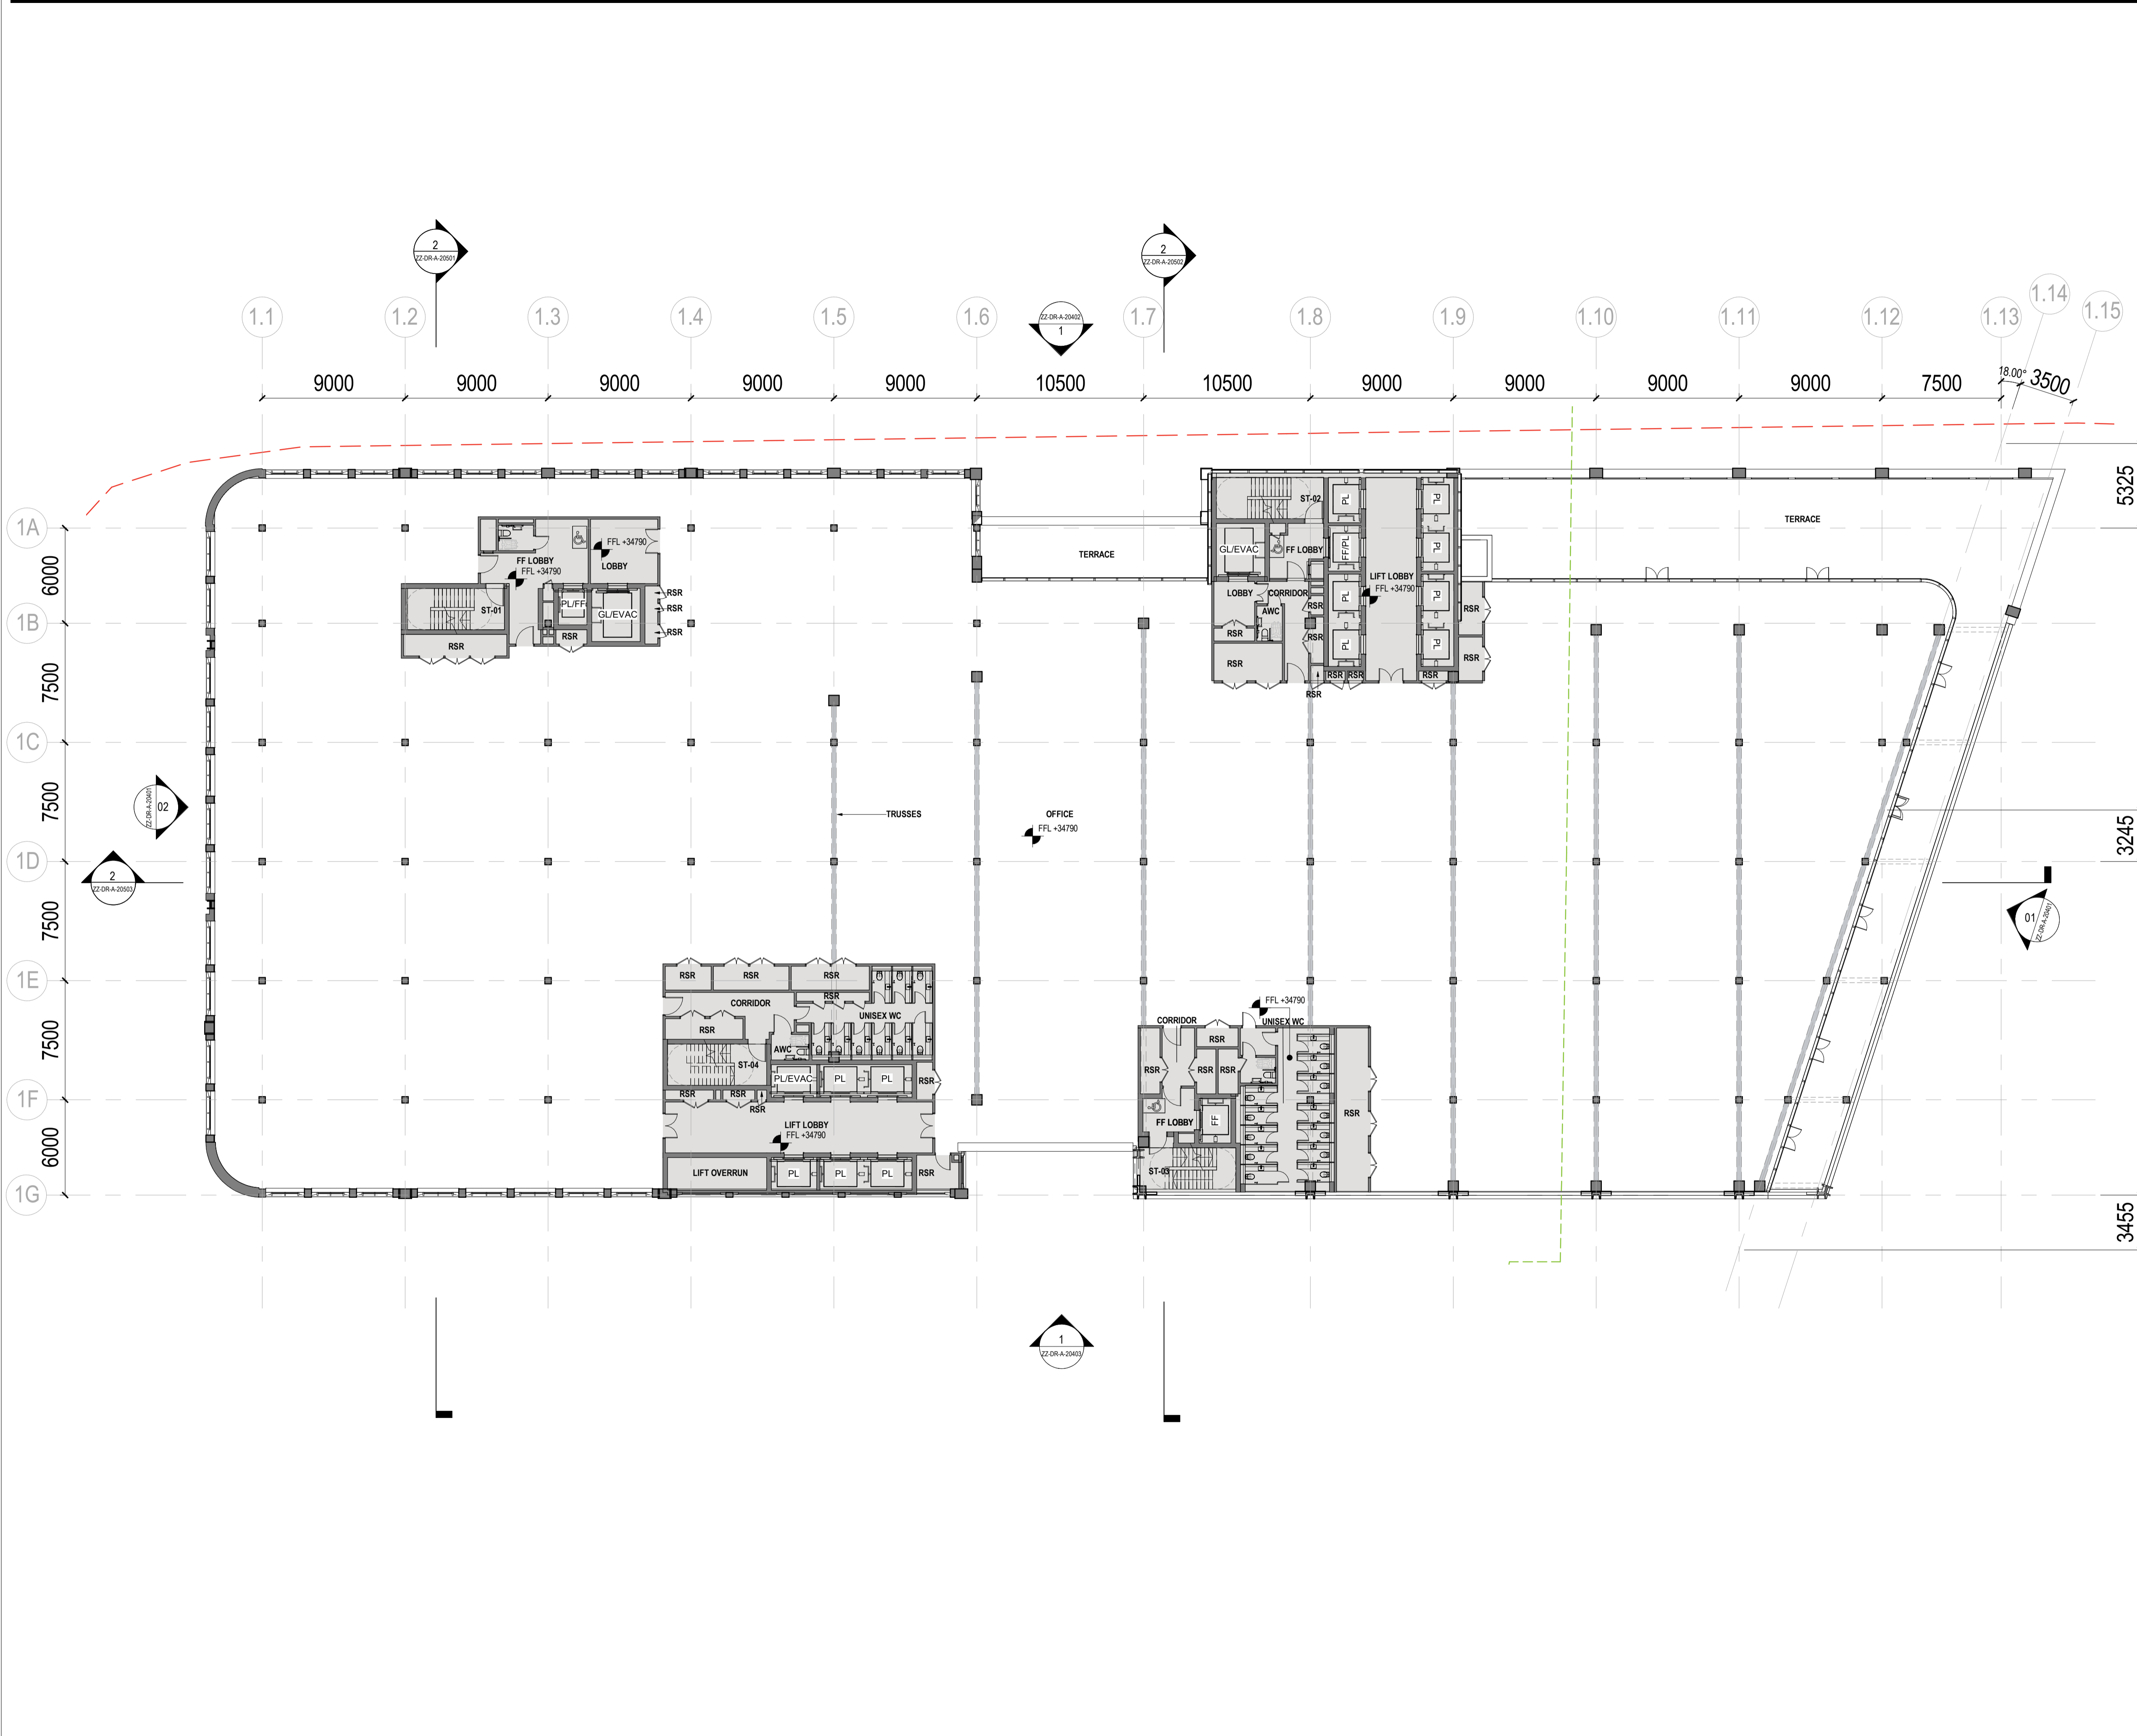 2
ZZ-DR-A-20501
2
ZZ-DR-A-20502
1.1
1.2
1.3
1.4
1.5
1.6
ZZ-DR-A-20402
1
1.7
1.8
1.9
1.10
1.11
1.12
1.13
1.14
1.15
9000
9000
9000
9000
9000
10500
10500
9000
9000
9000
9000
7500
18.00°
3500
5325
1A
6000
1B
7500
1C
7500
1D
7500
1E
7500
1F
6000
1G
3245
3455
TERRACE
TERRACE
FFL +34790
LOBBY
FF LOBBY
FFL +34790
ST-01
PL/FF
GL/EVAC
RSR
RSR
RSR
RSR
RSR
ST-02
GL/EVAC
FF LOBBY
PL
FF/PL
PL
PL
LIFT LOBBY
FFL +34790
PL
PL
PL
PL
LOBBY
CORRIDOR
AWC
RSR
RSR
RSR
RSR
RSR
RSR
RSR
RSR
RSR
RSR
TRUSSES
OFFICE
FFL +34790
ZZ-DR-A-20401
02
2
ZZ-DR-A-20503
01
ZZ-DR-A-20401
RSR
RSR
RSR
CORRIDOR
RSR
RSR
UNISEX WC
AWC
ST-04
PL/EVAC
PL
PL
RSR
RSR
RSR
RSR
LIFT LOBBY
FFL +34790
LIFT OVERRUN
PL
PL
PL
RSR
FFL +34790
CORRIDOR
UNISEX WC
RSR
RSR
RSR
RSR
FF LOBBY
FF
RSR
ST-03
1
ZZ-DR-A-20403